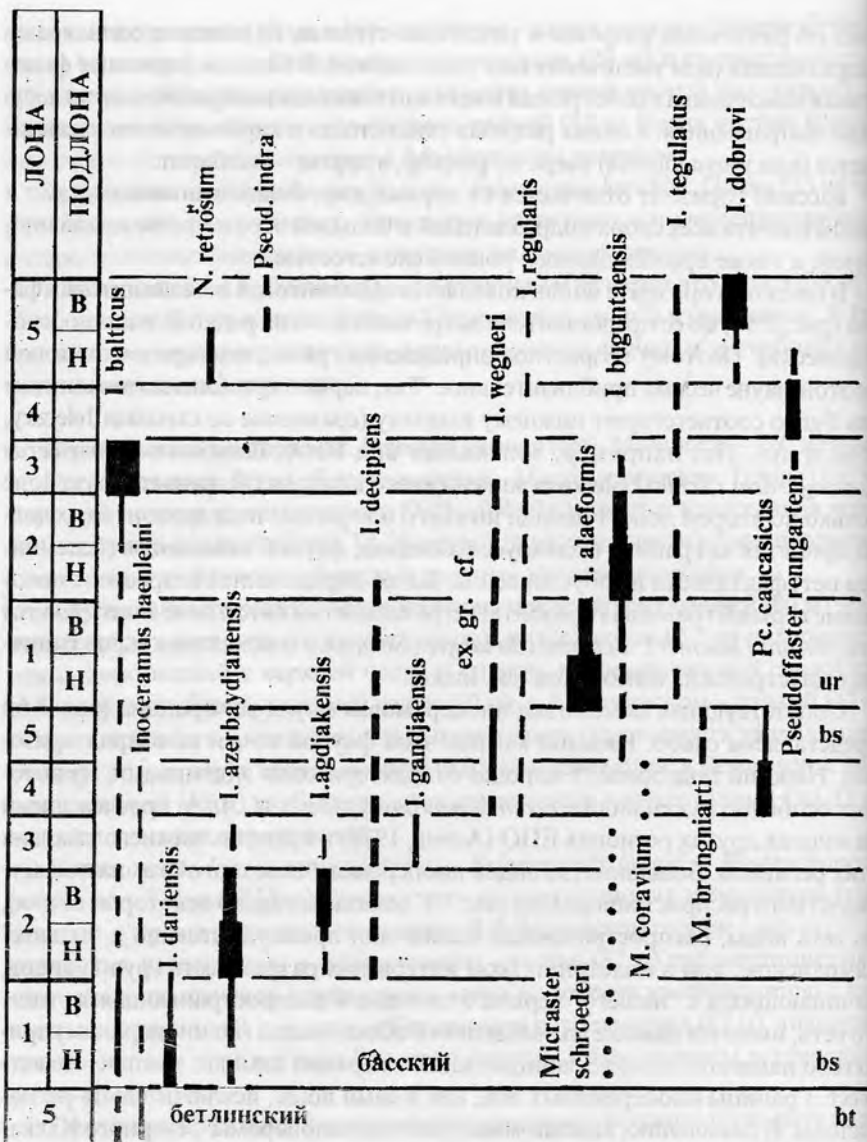 ЛОНА
ПОДЛОНА
N. retrosum
r
Pseud. minima
I. tegulatus
I. dobrovi
I. balticus
I. regularis
I. wegneri
I. boguntaensis
В
5
Н
4
3
В
2
Н
В
1
Н
5
4
3
В
2
Н
В
1
Н
5
I. decipiens
ex. gr. cf.
I. alaeformis
Pc. caucasicus
Pseudoffaster renngarteni
Inoceramus haenleini
I. azerbaydjanensis
I. agdjakensis
I. gandjaensis
ur
bs
I. dariensis
M. coravium
M. brongniarti
Micraster
schroederi
басский
bs
бетлинский
bt